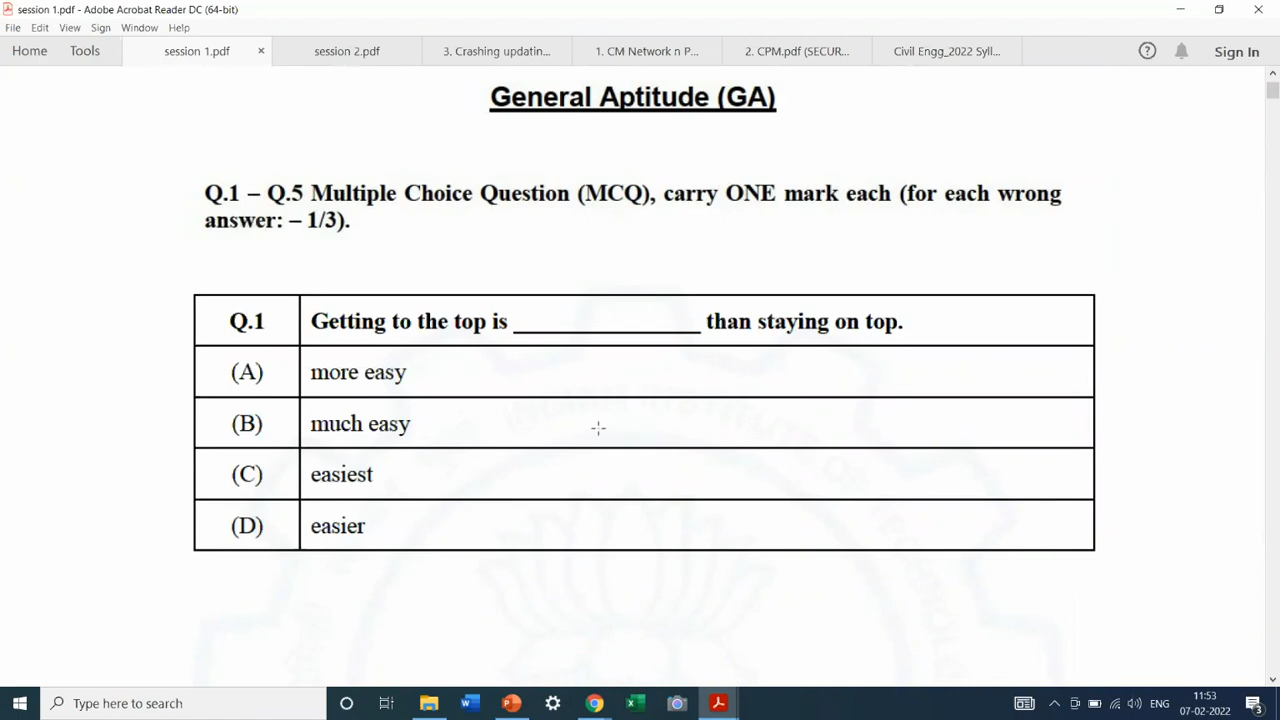 session 1.pdf - Adobe Acrobat Reader DC (64-bit)
File Edit View Sign Window Help
Home Tools session 1.pdf × session 2.pdf 3. Crashing updatin... 1. CM Network n P... 2. CPM.pdf (SECUR... Civil Engg_2022 Syll... Sign In
General Aptitude (GA)
Q.1 – Q.5 Multiple Choice Question (MCQ), carry ONE mark each (for each wrong
answer: – 1/3).
Q.1 Getting to the top is ________________ than staying on top.
(A) more easy
(B) much easy
(C) easiest
(D) easier
Type here to search
ENG
11:53
07-02-2022
3